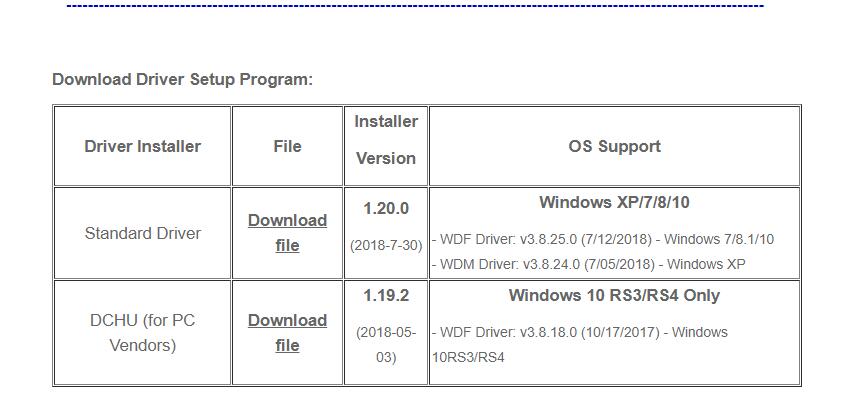 Download Driver Setup Program:
Driver Installer
File
Installer
Version
OS Support
Standard Driver
Download
file
1.20.0
(2018-7-30)
Windows XP/7/8/10
- WDF Driver: v3.8.25.0 (7/12/2018) - Windows 7/8.1/10
- WDM Driver: v3.8.24.0 (7/05/2018) - Windows XP
DCHU (for PC
Vendors)
Download
file
1.19.2
(2018-05-
03)
Windows 10 RS3/RS4 Only
- WDF Driver: v3.8.18.0 (10/17/2017) - Windows
10RS3/RS4